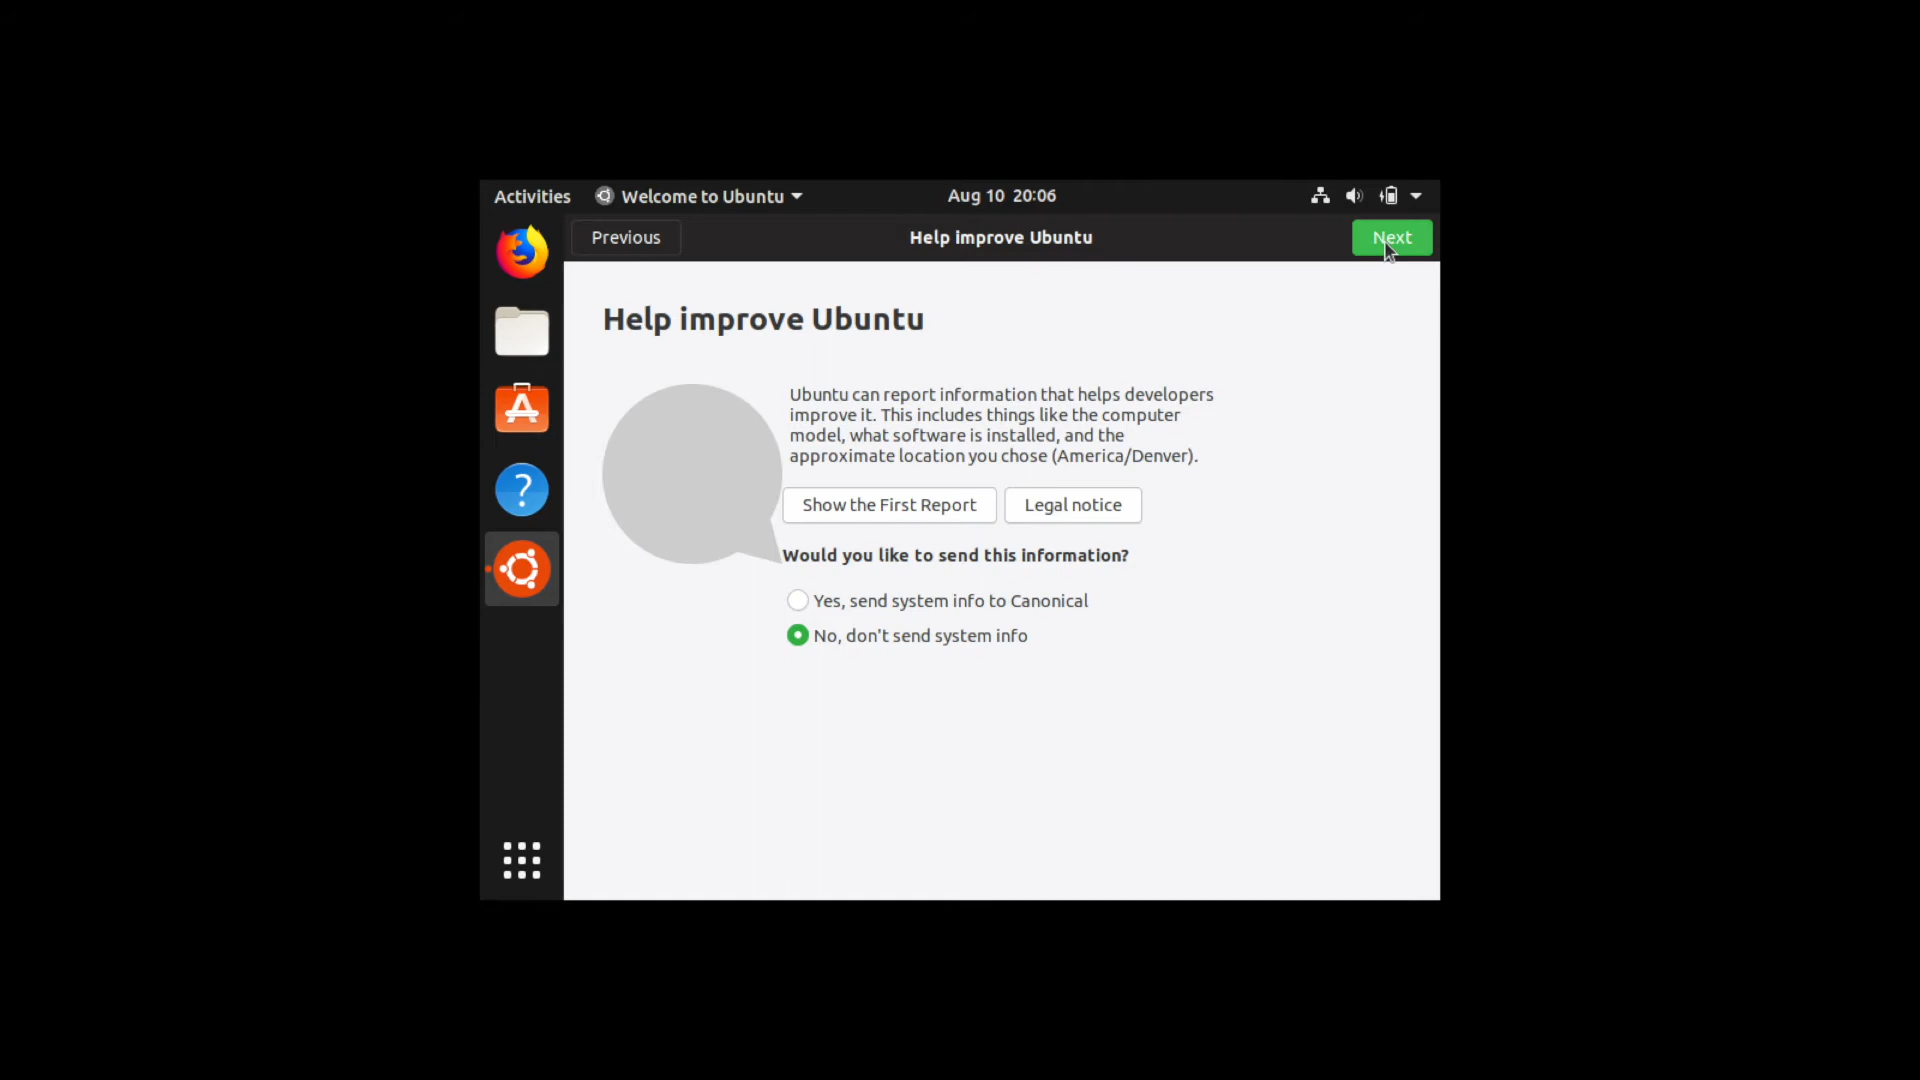 Activities Welcome to Ubuntu Aug 10 20:06
Previous Help improve Ubuntu Next
Help improve Ubuntu
Ubuntu can report information that helps developers
improve it. This includes things like the computer
model, what software is installed, and the
approximate location you chose (America/Denver).
Show the First Report Legal notice
Would you like to send this information?
Yes, send system info to Canonical
No, don't send system info